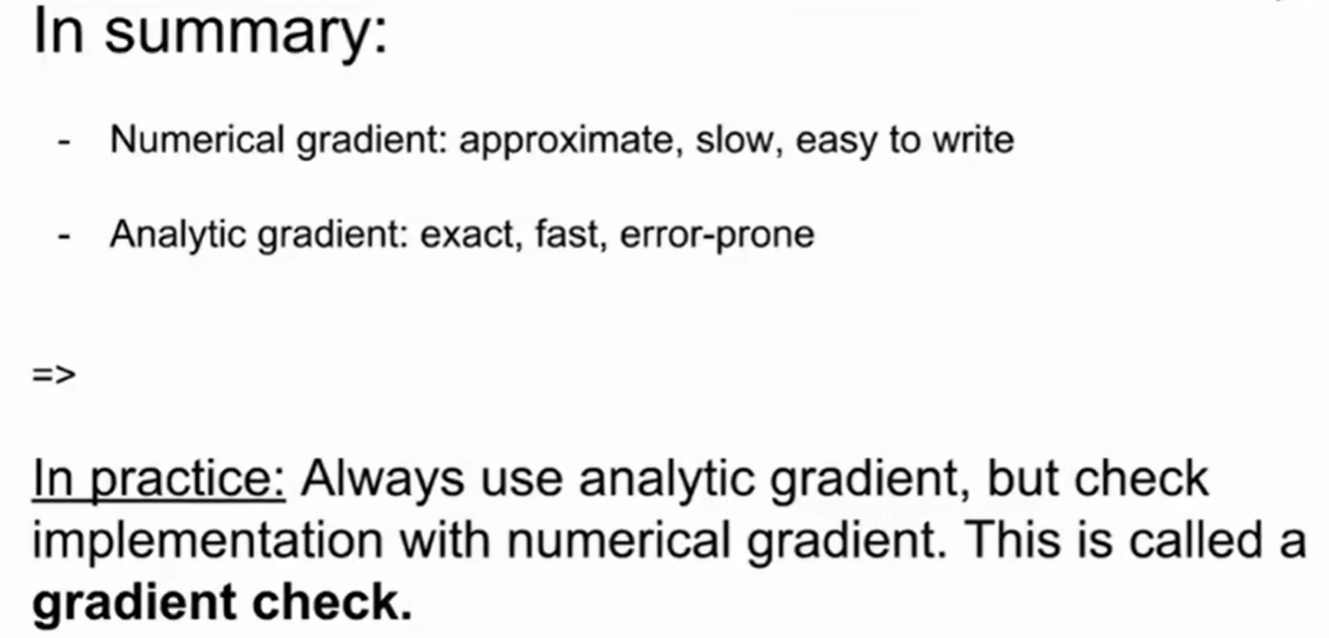 In summary:
- Numerical gradient: approximate, slow, easy to write
- Analytic gradient: exact, fast, error-prone
=>
In practice: Always use analytic gradient, but check
implementation with numerical gradient. This is called a
gradient check.